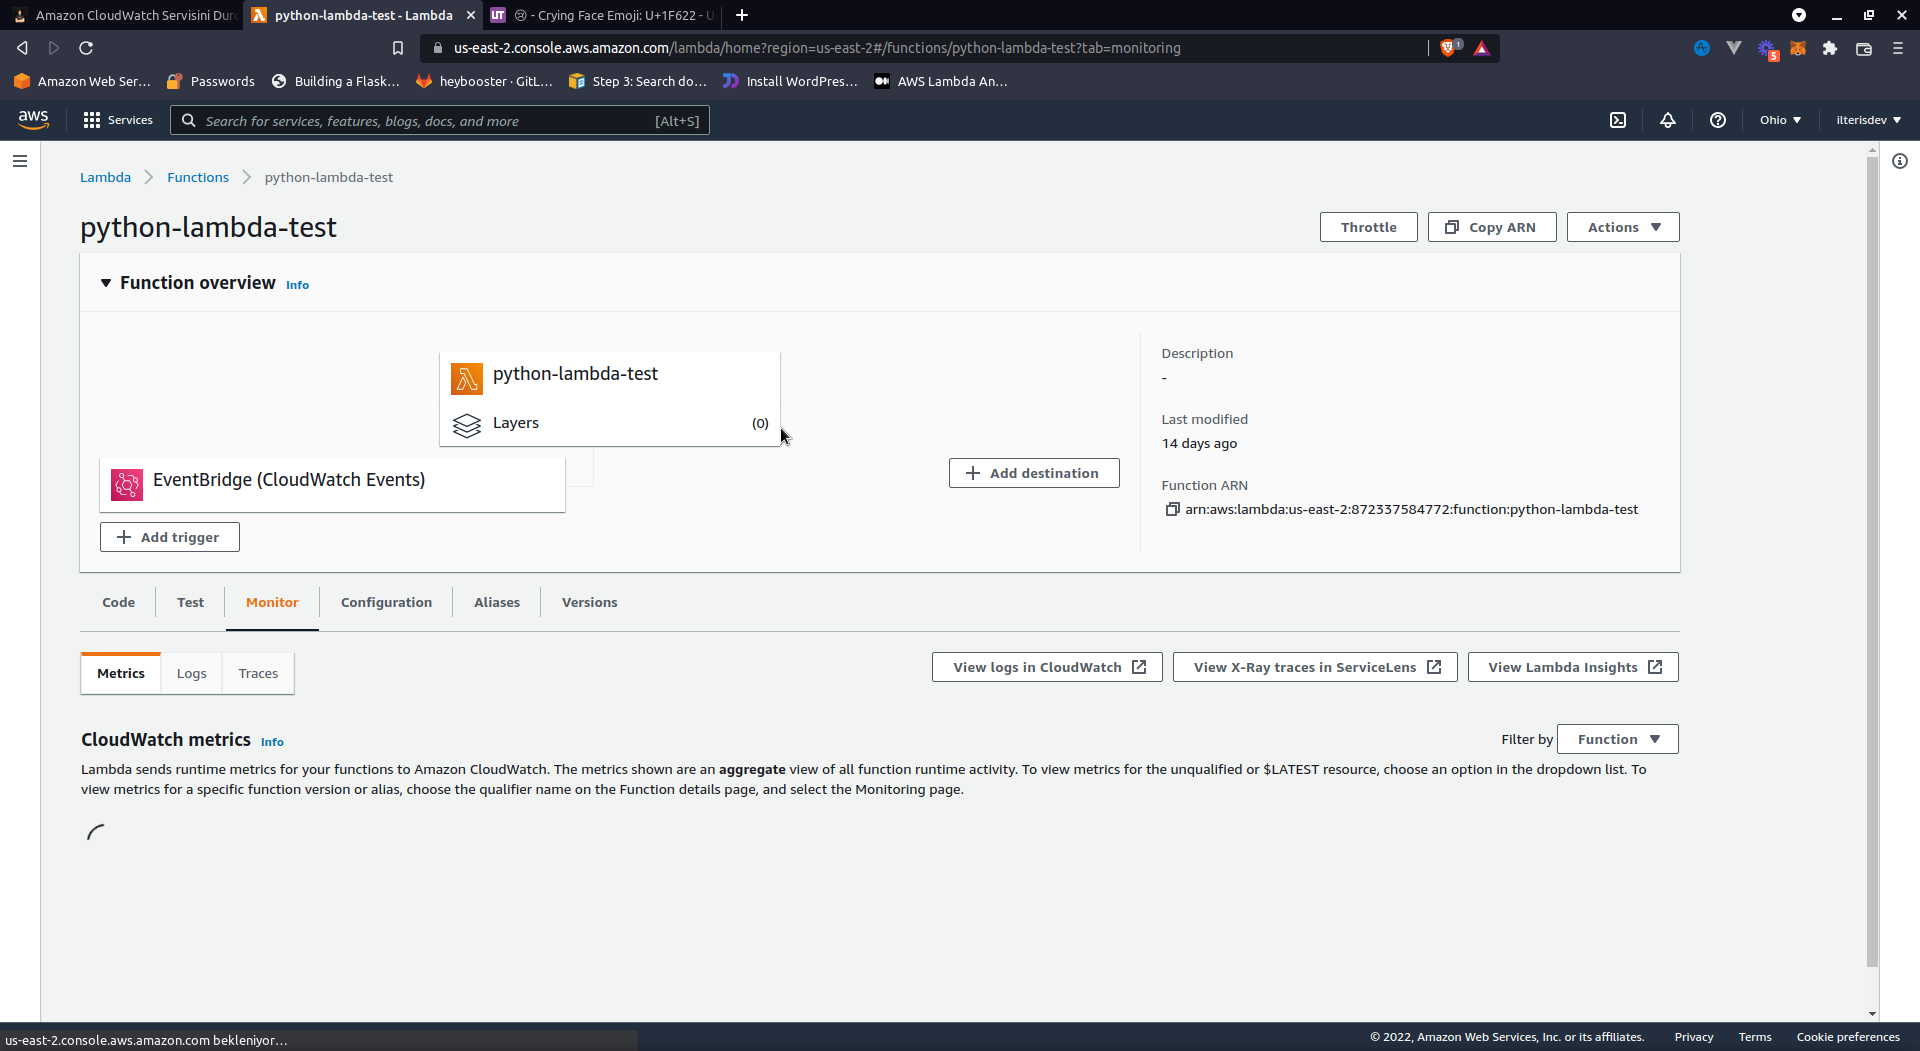 Amazon CloudWatch Servisini Dur
python-lambda-test - Lambda
UT
😢 - Crying Face Emoji: U+1F622 - U
us-east-2.console.aws.amazon.com/lambda/home?region=us-east-2#/functions/python-lambda-test?tab=monitoring
1
5
Amazon Web Ser...
Passwords
Building a Flask...
heybooster · GitL...
Step 3: Search do...
Install WordPres...
AWS Lambda An...
aws
Services
Search for services, features, blogs, docs, and more
[Alt+S]
Ohio
ilterisdev
Lambda
Functions
python-lambda-test
python-lambda-test
Throttle
Copy ARN
Actions
Function overview
Info
python-lambda-test
Layers
(0)
EventBridge (CloudWatch Events)
Add trigger
Add destination
Description
-
Last modified
14 days ago
Function ARN
arn:aws:lambda:us-east-2:872337584772:function:python-lambda-test
Code
Test
Monitor
Configuration
Aliases
Versions
Metrics
Logs
Traces
View logs in CloudWatch
View X-Ray traces in ServiceLens
View Lambda Insights
CloudWatch metrics
Info
Filter by
Function
Lambda sends runtime metrics for your functions to Amazon CloudWatch. The metrics shown are an aggregate view of all function runtime activity. To view metrics for the unqualified or $LATEST resource, choose an option in the dropdown list. To
view metrics for a specific function version or alias, choose the qualifier name on the Function details page, and select the Monitoring page.
us-east-2.console.aws.amazon.com bekleniyor...
© 2022, Amazon Web Services, Inc. or its affiliates.
Privacy
Terms
Cookie preferences